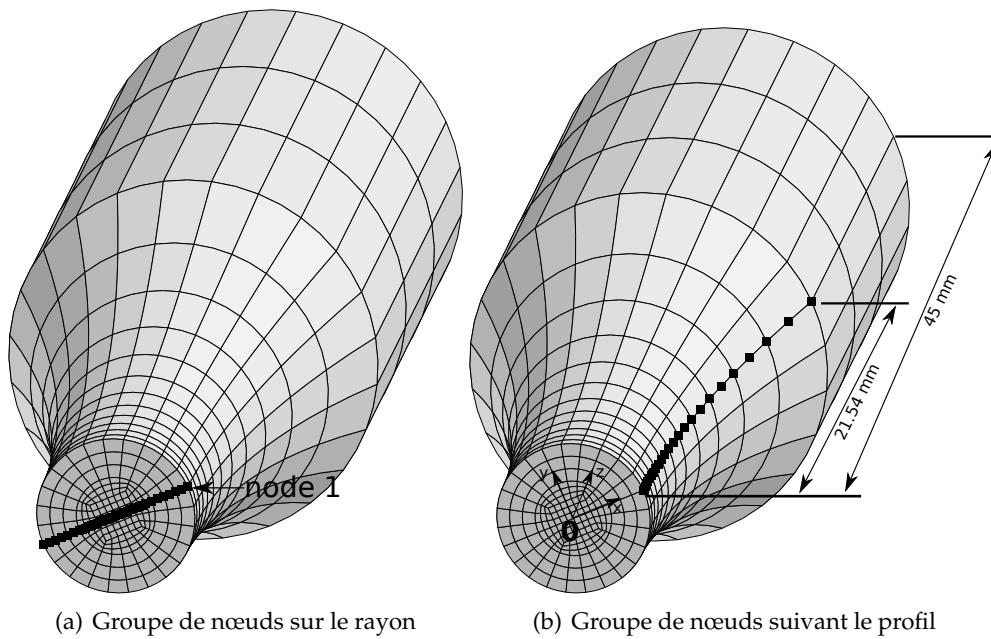 node 1
y
z
x
0
21.54 mm
45 mm
(a) Groupe de nœuds sur le rayon
(b) Groupe de nœuds suivant le profil